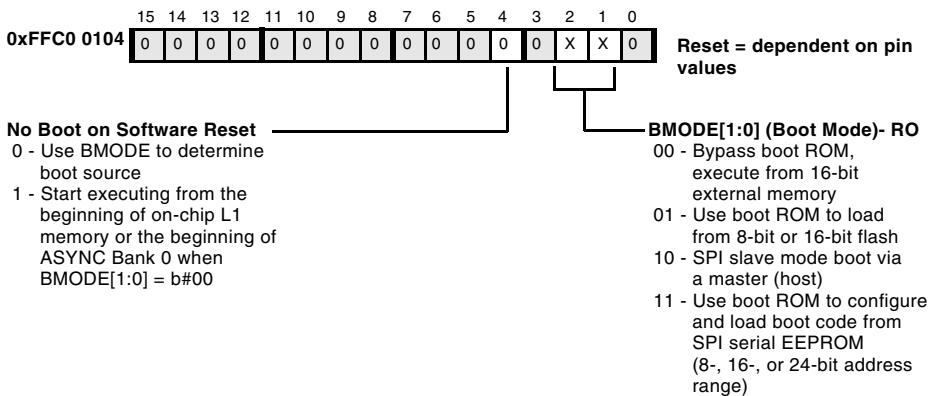 15 14 13 12 11 10 9 8 7 6 5 4 3 2 1 0
0xFFC0 0104 0 0 0 0 0 0 0 0 0 0 0 0 0 X X 0 Reset = dependent on pin
values
No Boot on Software Reset
0 - Use BMODE to determine
boot source
1 - Start executing from the
beginning of on-chip L1
memory or the beginning of
ASYNC Bank 0 when
BMODE[1:0] = b#00
BMODE[1:0] (Boot Mode)- RO
00 - Bypass boot ROM,
execute from 16-bit
external memory
01 - Use boot ROM to load
from 8-bit or 16-bit flash
10 - SPI slave mode boot via
a master (host)
11 - Use boot ROM to configure
and load boot code from
SPI serial EEPROM
(8-, 16-, or 24-bit address
range)